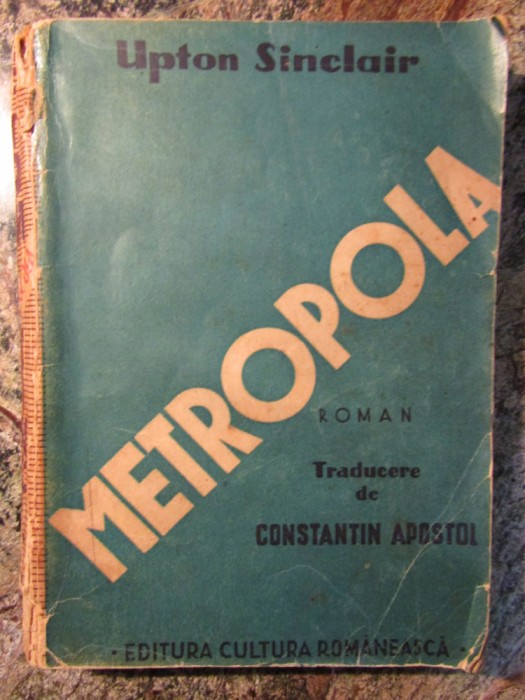 Upton Sinclair
METROPOLA
ROMAN
Traducere
de
CONSTANTIN APOSTOL
· EDITURA CULTURA ROMÂNEASCĂ ·